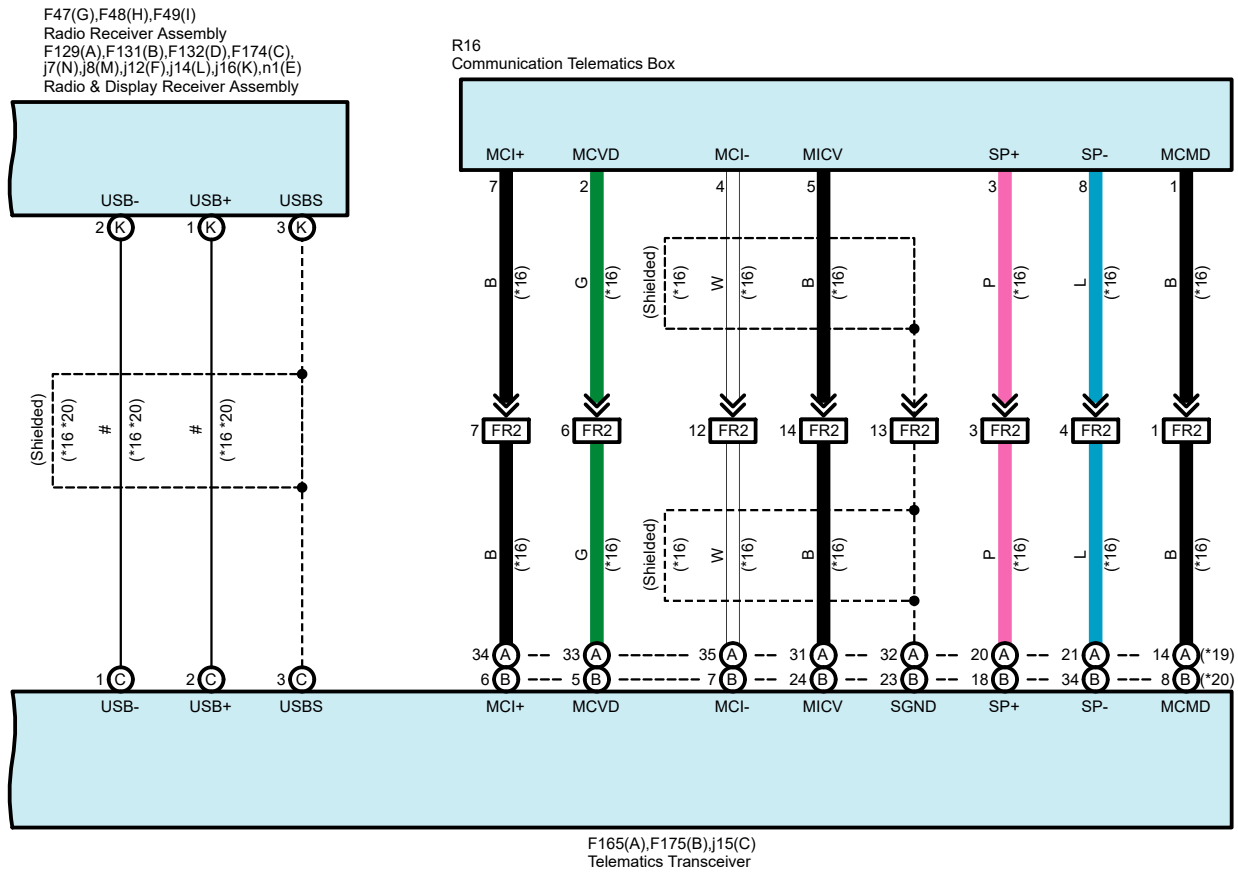 F47(G),F48(H),F49(I)
Radio Receiver Assembly
F129(A),F131(B),F132(D),F174(C),
j7(N),j8(M),j12(F),j14(L),j16(K),n1(E)
Radio & Display Receiver Assembly
R16
Communication Telematics Box
MCI+ MCVD MCI- MICV SP+ SP- MCMD
7 2 4 5 3 8 1
USB- USB+ USBS
2 K 1 K 3 K
(Shielded) (*16) B (*16) G (*16) W (*16) B (*16) P (*16) L (*16) B (*16)
(Shielded) (*16 *20) # (*16 *20) # (*16 *20)
7 FR2 6 FR2 12 FR2 14 FR2 13 FR2 3 FR2 4 FR2 1 FR2
(Shielded) (*16) B (*16) G (*16) W (*16) B (*16) P (*16) L (*16) B (*16)
34 A 33 A 35 A 31 A 32 A 20 A 21 A 14 A (*19)
1 C 2 C 3 C 6 B 5 B 7 B 24 B 23 B 18 B 34 B 8 B (*20)
USB- USB+ USBS MCI+ MCVD MCI- MICV SGND SP+ SP- MCMD
F165(A),F175(B),j15(C)
Telematics Transceiver